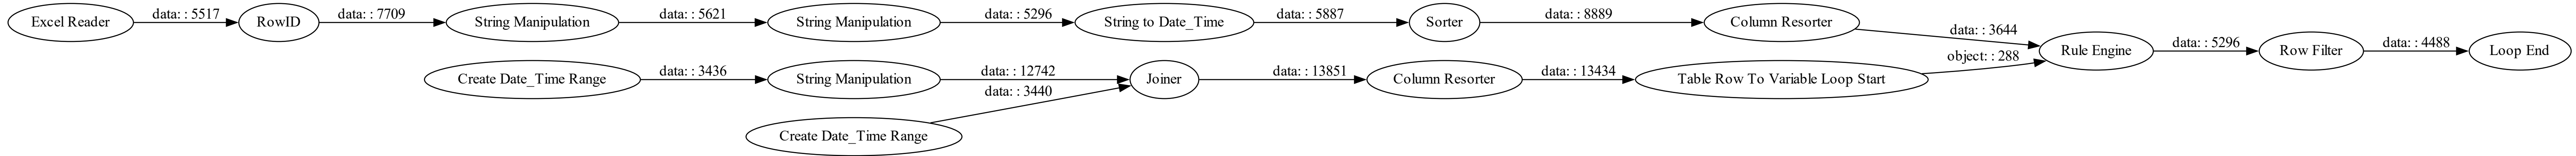 Excel Reader
data: : 5517
RowID
data: : 7709
String Manipulation
data: : 5621
String Manipulation
data: : 5296
String to Date_Time
data: : 5887
Sorter
data: : 8889
Column Resorter
data: : 3644
Create Date_Time Range
data: : 3436
String Manipulation
data: : 12742
Create Date_Time Range
data: : 3440
Joiner
data: : 13851
Column Resorter
data: : 13434
Table Row To Variable Loop Start
object: : 288
Rule Engine
data: : 5296
Row Filter
data: : 4488
Loop End